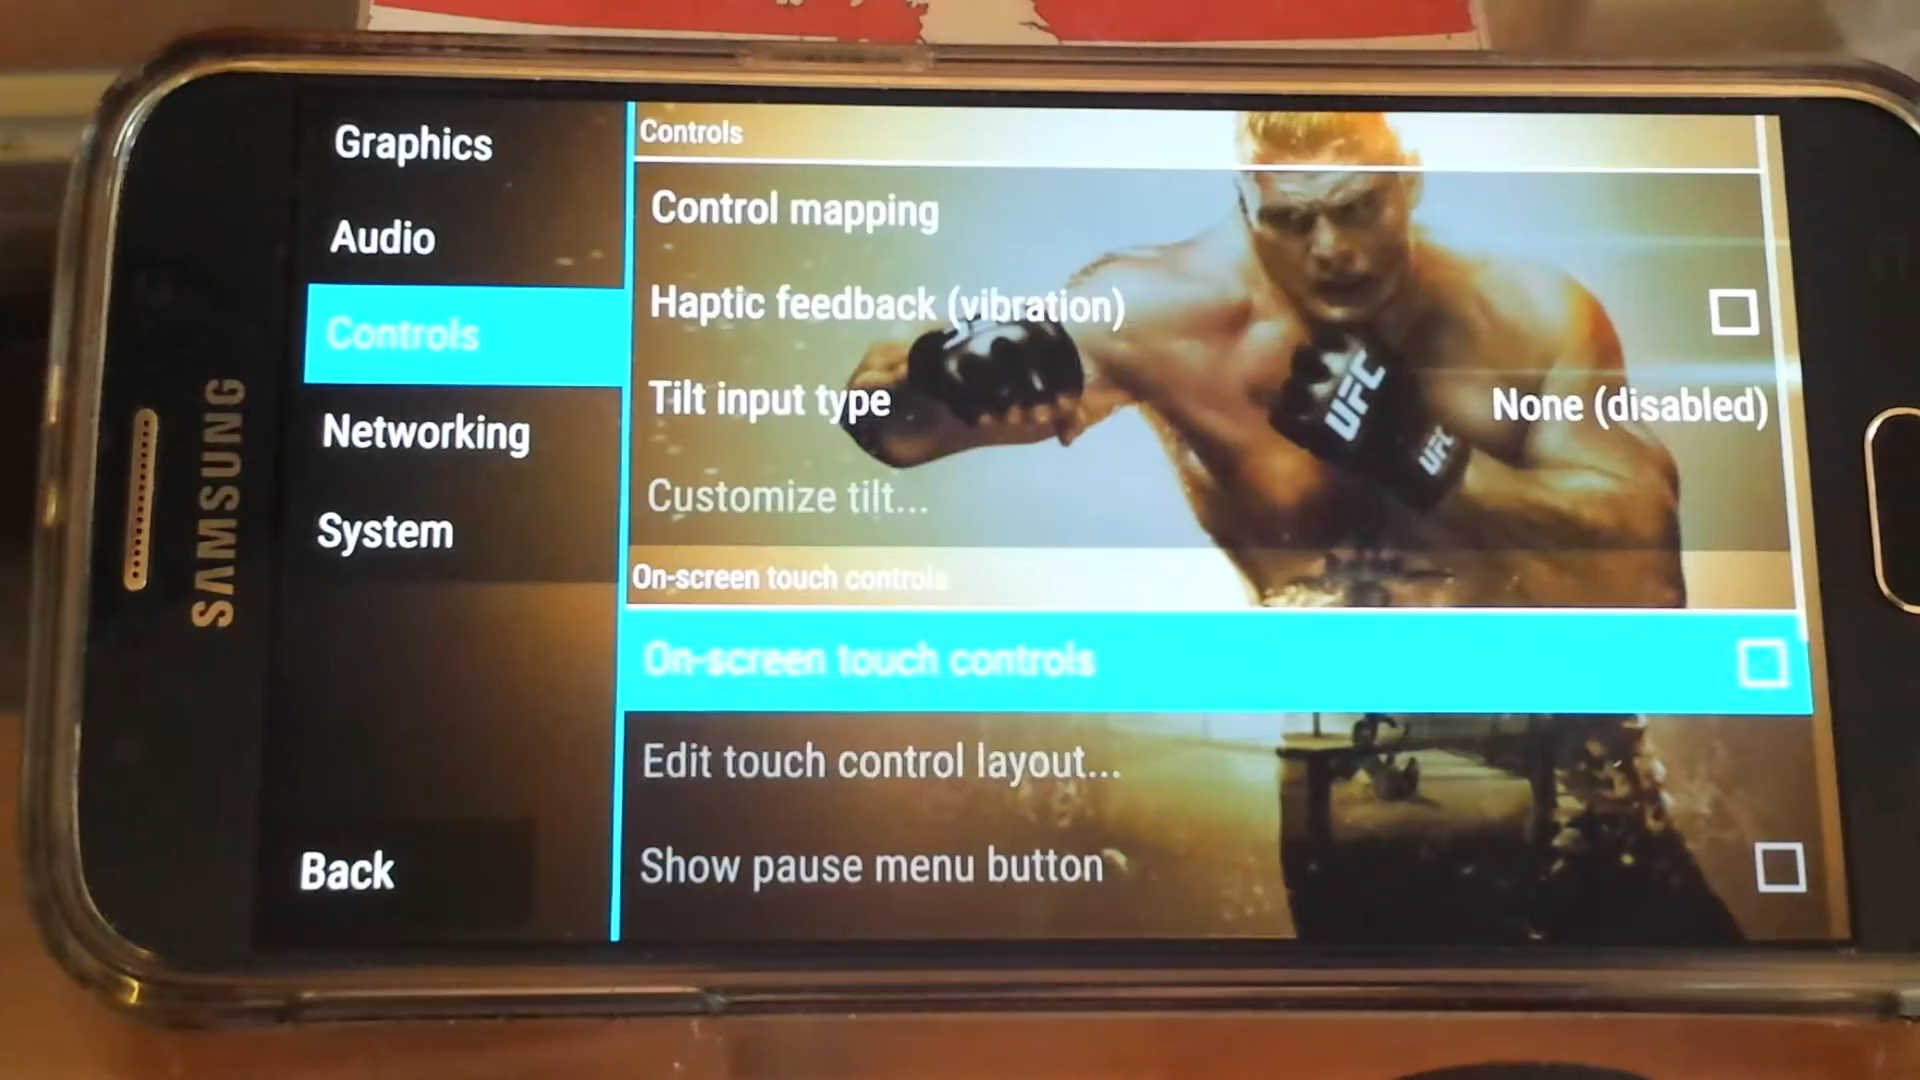 SAMSUNG
Graphics
Audio
Controls
Networking
System
Back
Controls
Control mapping
Haptic feedback (vibration)
Tilt input type
None (disabled)
Customize tilt...
On-screen touch controls
On-screen touch controls
Edit touch control layout...
Show pause menu button
UFC
UFC